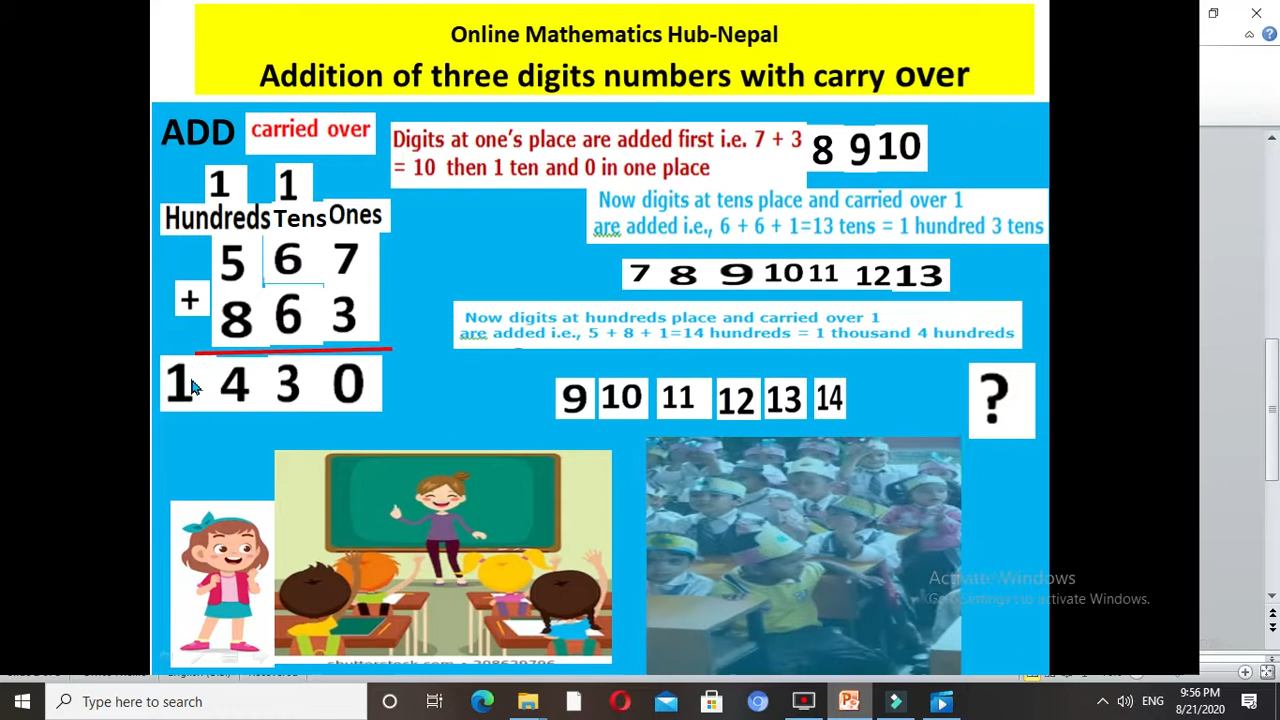 Online Mathematics Hub-Nepal
Addition of three digits numbers with carry over
ADD carried over
Digits at one's place are added first i.e. 7 + 3
= 10 then 1 ten and 0 in one place
8 9 10
1 1
Hundreds Tens Ones
Now digits at tens place and carried over 1
are added i.e., 6 + 6 + 1=13 tens = 1 hundred 3 tens
5 6 7
7 8 9 10 11 12 13
+ 8 6 3
Now digits at hundreds place and carried over 1
are added i.e., 5 + 8 + 1=14 hundreds = 1 thousand 4 hundreds
1 4 3 0
9 10 11 12 13 14
?
Activate Windows
Go to Settings to activate Windows.
Type here to search
ENG
9:56 PM
8/21/2020